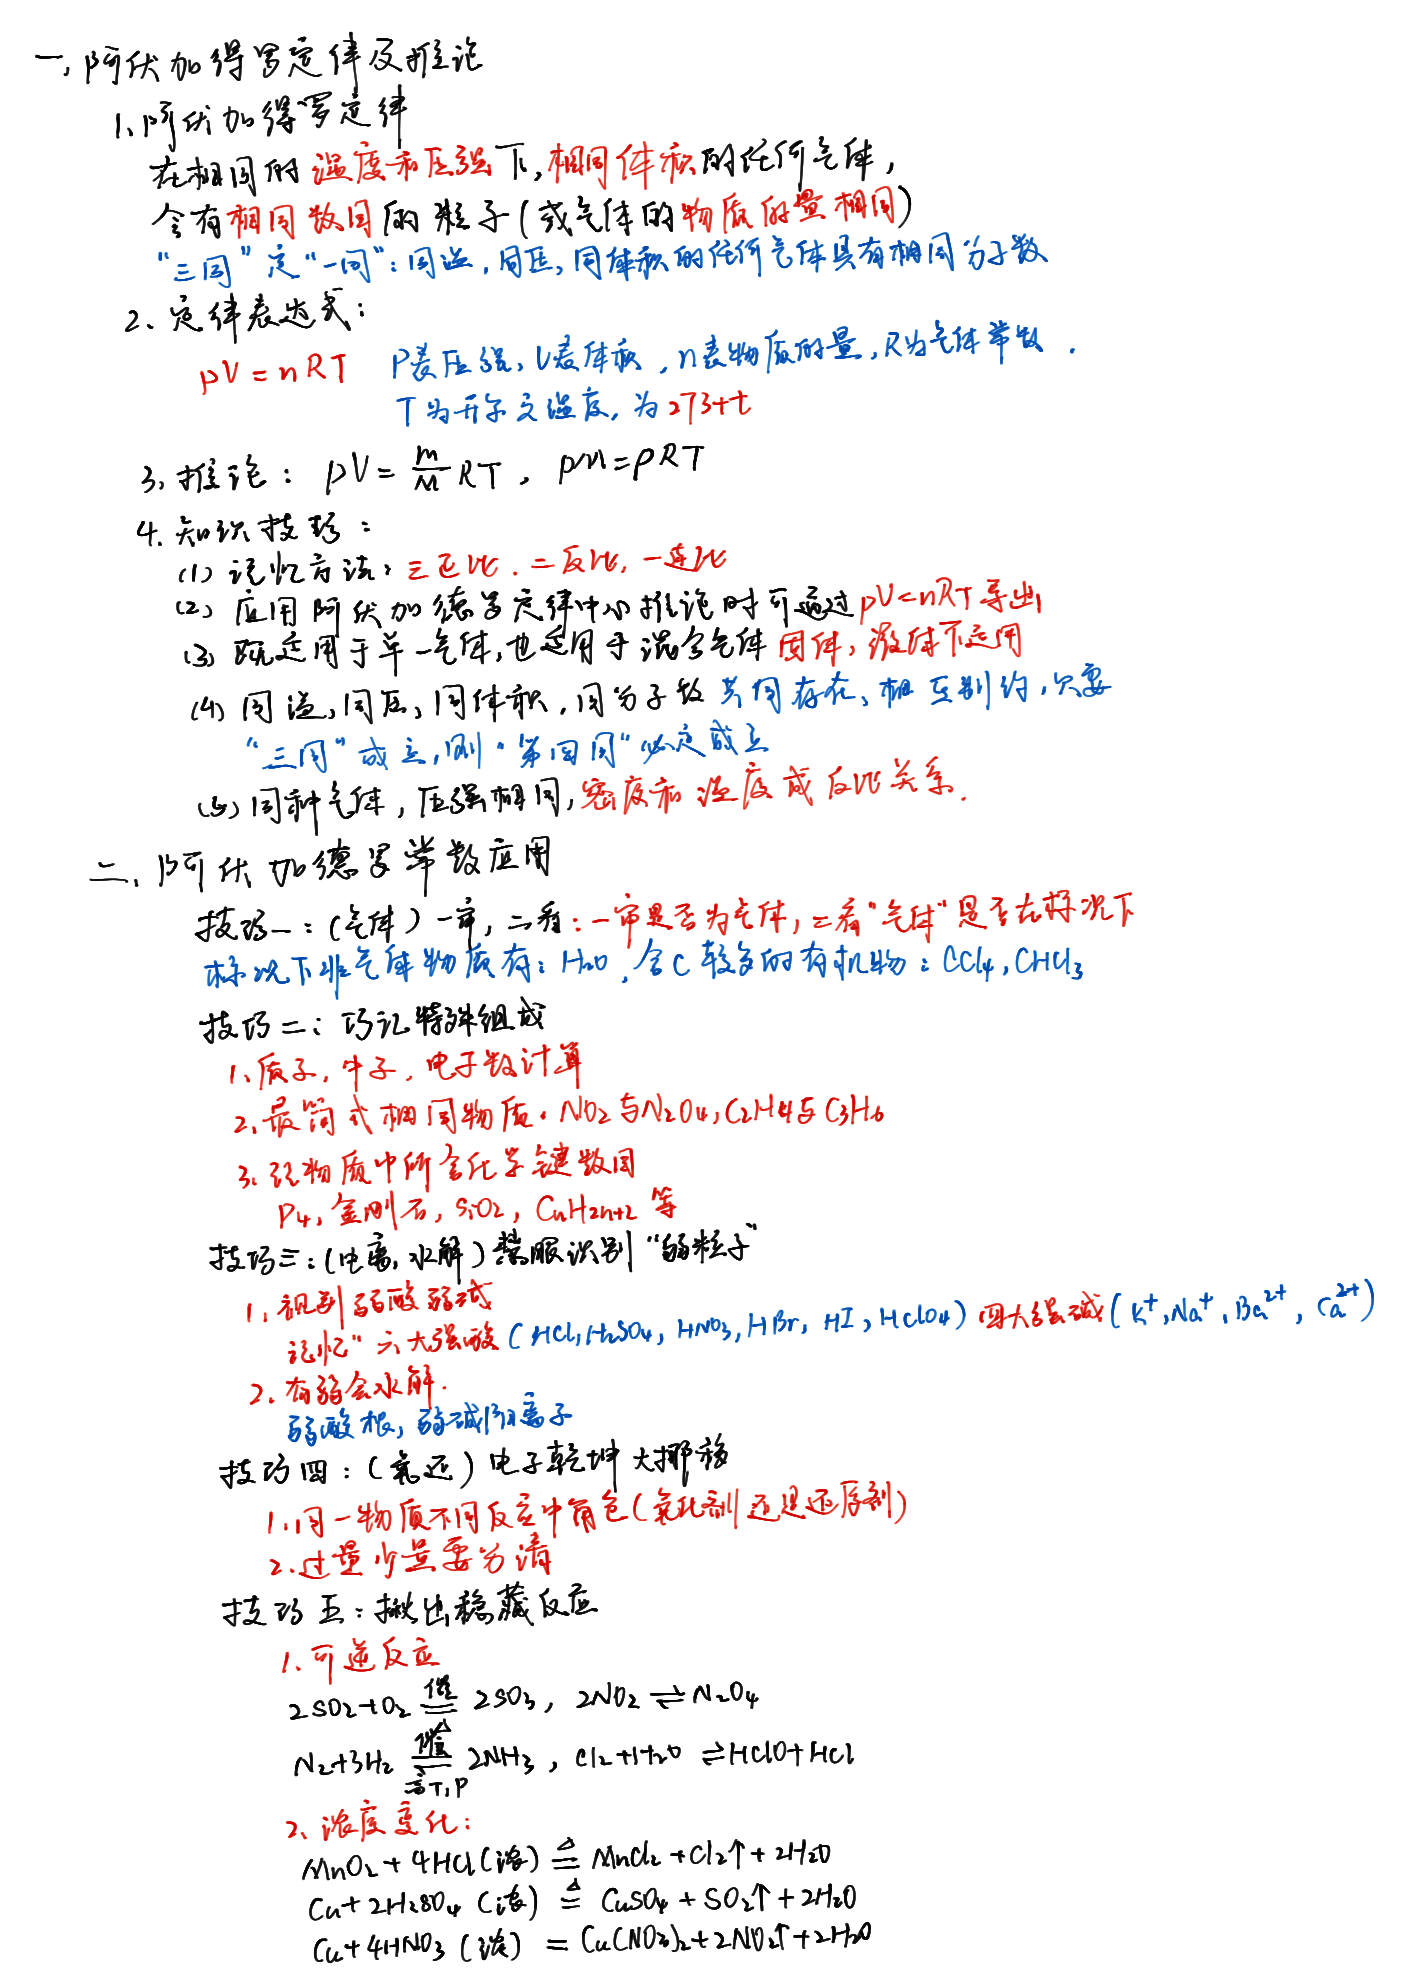 一、阿伏加得罗定律及推论
1、阿伏加得罗定律
在相同的温度和压强下,相同体积的任何气体,
含有相同数目的粒子(或气体的物质的量相同)
“三同”定“一同”:同温,同压,同体积的任何气体具有相同分子数
2、定律表达式:
pV=nRT P表压强,V表体积,n表物质的量,R为气体常数.
T为开尔文温度,为273+t
3,推论: pV=m/M RT, pM=ρRT
4.知识技巧:
(1)记忆方法:三正比.二反比,一连比
(2)应用阿伏加德罗定律中小推论时可通过pV=nRT导出
(3)既适用于单一气体,也适用于混合气体 固体,液体不适用
(4)同温,同压,同体积,同分子数 共同存在、相互制约,只要
“三同”成立,则“第四同”必定成立
(5)同种气体,压强相同,密度和温度成反比关系.
二、阿伏加德罗常数应用
技巧一:(气体)一审,二看:一审是否为气体,二看“气体”是否在标况下
标况下非气体物质有:H₂O,含C较多的有机物:CCl₄,CHCl₃
技巧二:巧记特殊组成
1、质子,中子,电子数计算
2、最简式相同物质.NO₂与N₂O₄,C₂H₄与C₃H₆
3.记物质中所含化学键数目
P₄,金刚石,SiO₂,CnH2n+2等
技巧三:(电离,水解)慧眼识别“弱粒子”
1,视到弱酸弱碱
记忆“六大强酸(HCl,H₂SO₄,HNO₃,HBr,HI,HClO₄)四大强碱(K⁺,Na⁺,Ba²⁺,Ca²⁺)
2.有弱会水解.
弱酸根,弱碱阳离子
技巧四:(氧还)电子乾坤大挪移
1.同一物质不同反应中角色(氧化剂还是还原剂)
2.过量少量要分清
技巧五:揪出稳藏反应
1、可逆反应
2SO₂+O₂ 催⇌△ 2SO₃, 2NO₂⇌N₂O₄
N₂+3H₂ 催⇌高T,P 2NH₃, Cl₂+H₂O⇌HClO+HCl
2、浓度变化:
MnO₂+4HCl(浓) ≜ MnCl₂+Cl₂↑+2H₂O
Cu+2H₂SO₄(浓) ≜ CuSO₄+SO₂↑+2H₂O
Cu+4HNO₃(浓)=Cu(NO₃)₂+2NO₂↑+2H₂O